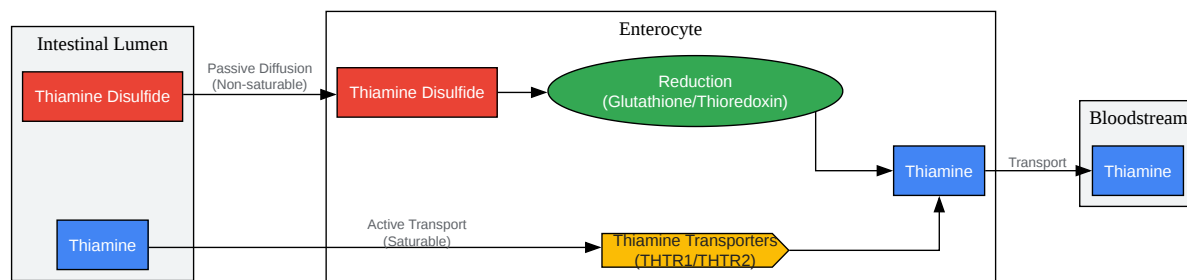 Intestinal Lumen
Thiamine Disulfide
Thiamine
Passive Diffusion
(Non-saturable)
Active Transport
(Saturable)
Enterocyte
Thiamine Disulfide
Reduction
(Glutathione/Thioredoxin)
Thiamine Transporters
(THTR1/THTR2)
Thiamine
Transport
Bloodstream
Thiamine